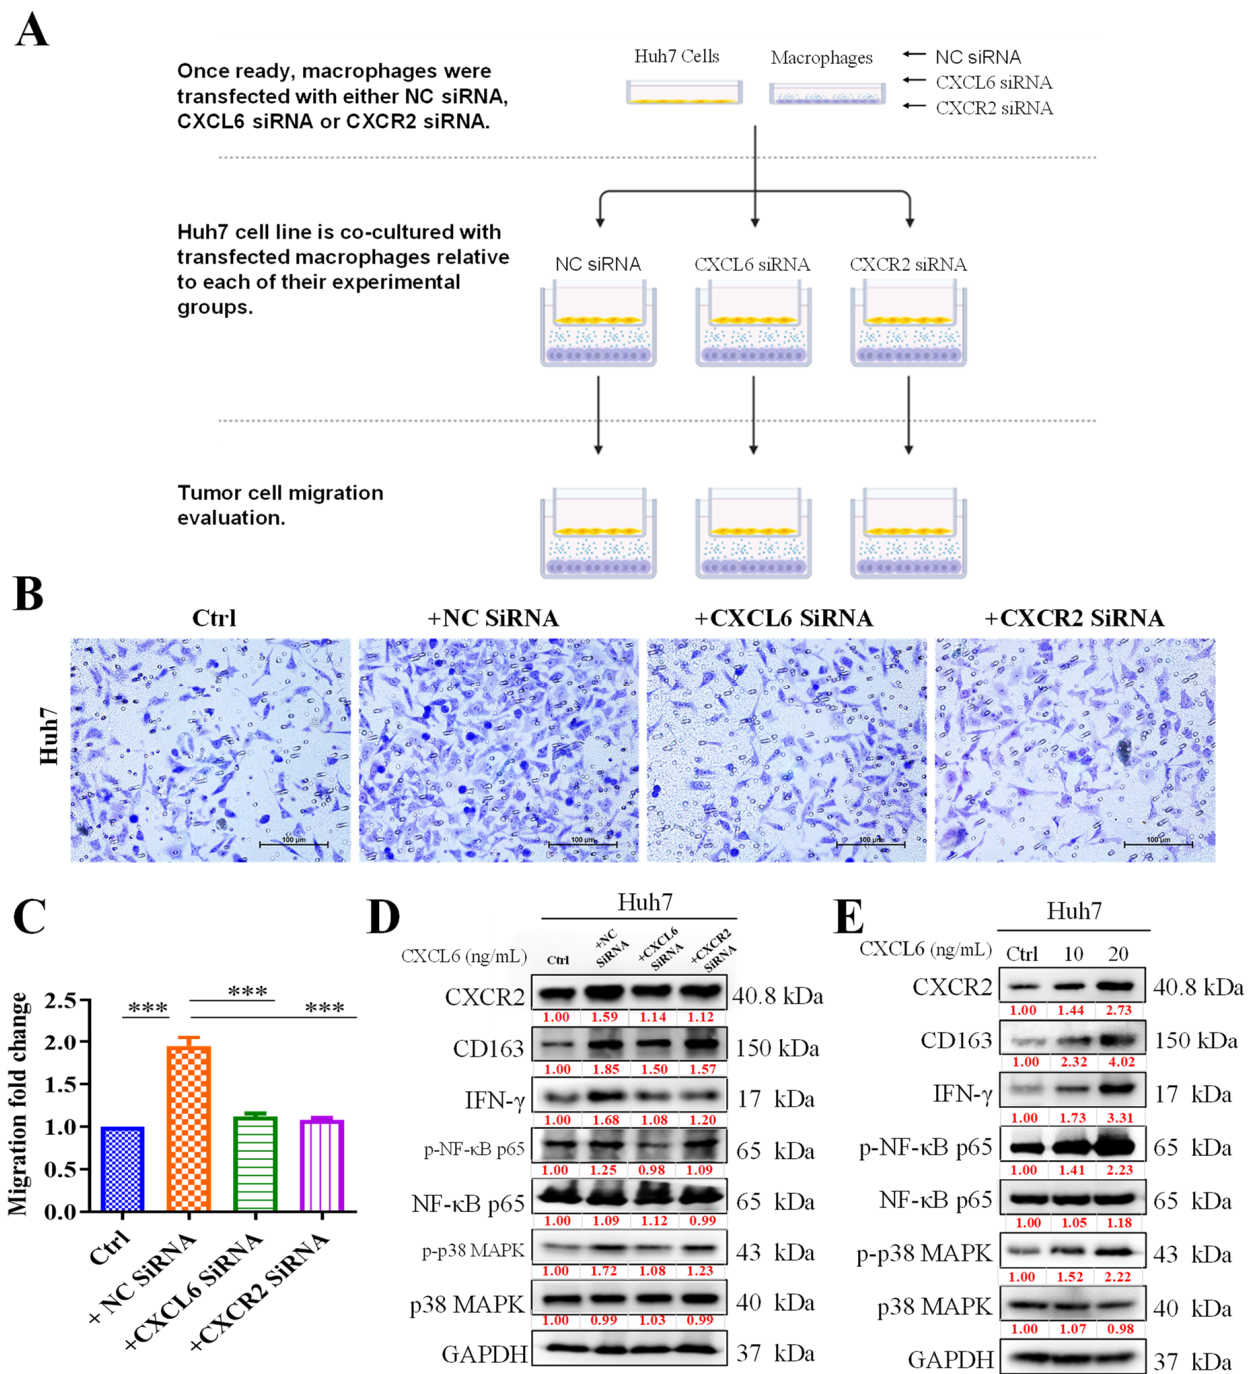 A
Once ready, macrophages were
transfected with either NC siRNA,
CXCL6 siRNA or CXCR2 siRNA.
Huh7 Cells
Macrophages
NC siRNA
CXCL6 siRNA
CXCR2 siRNA
Huh7 cell line is co-cultured with
transfected macrophages relative
to each of their experimental
groups.
NC siRNA
CXCL6 siRNA
CXCR2 siRNA
Tumor cell migration
evaluation.
B
Ctrl
+NC SiRNA
+CXCL6 SiRNA
+CXCR2 SiRNA
Huh7
100 μm
100 μm
100 μm
100 μm
C
Migration fold change
2.5
2.0
1.5
1.0
0.5
0.0
***
***
***
Ctrl
+ NC SiRNA
+CXCL6 SiRNA
+CXCR2 SiRNA
D
Huh7
CXCL6 (ng/mL)
Ctrl
+NC SiRNA
+CXCL6 SiRNA
+CXCR2 SiRNA
CXCR2 40.8 kDa
1.00 1.59 1.14 1.12
CD163 150 kDa
1.00 1.85 1.50 1.57
IFN-γ 17 kDa
1.00 1.68 1.08 1.20
p-NF-κB p65 65 kDa
1.00 1.25 0.98 1.09
NF-κB p65 65 kDa
1.00 1.09 1.12 0.99
p-p38 MAPK 43 kDa
1.00 1.72 1.08 1.23
p38 MAPK 40 kDa
1.00 0.99 1.03 0.99
GAPDH 37 kDa
E
Huh7
CXCL6 (ng/mL) Ctrl 10 20
CXCR2 40.8 kDa
1.00 1.44 2.73
CD163 150 kDa
1.00 2.32 4.02
IFN-γ 17 kDa
1.00 1.73 3.31
p-NF-κB p65 65 kDa
1.00 1.41 2.23
NF-κB p65 65 kDa
1.00 1.05 1.18
p-p38 MAPK 43 kDa
1.00 1.52 2.22
p38 MAPK 40 kDa
1.00 1.07 0.98
GAPDH 37 kDa